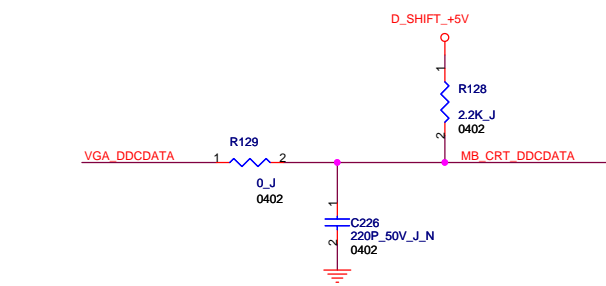 D_SHIFT_+5V
1
R128
2.2K_J
2
0402
R129
VGA_DDCDATA
1
2
MB_CRT_DDCDATA
0_J
0402
1
C226
220P_50V_J_N
2
0402